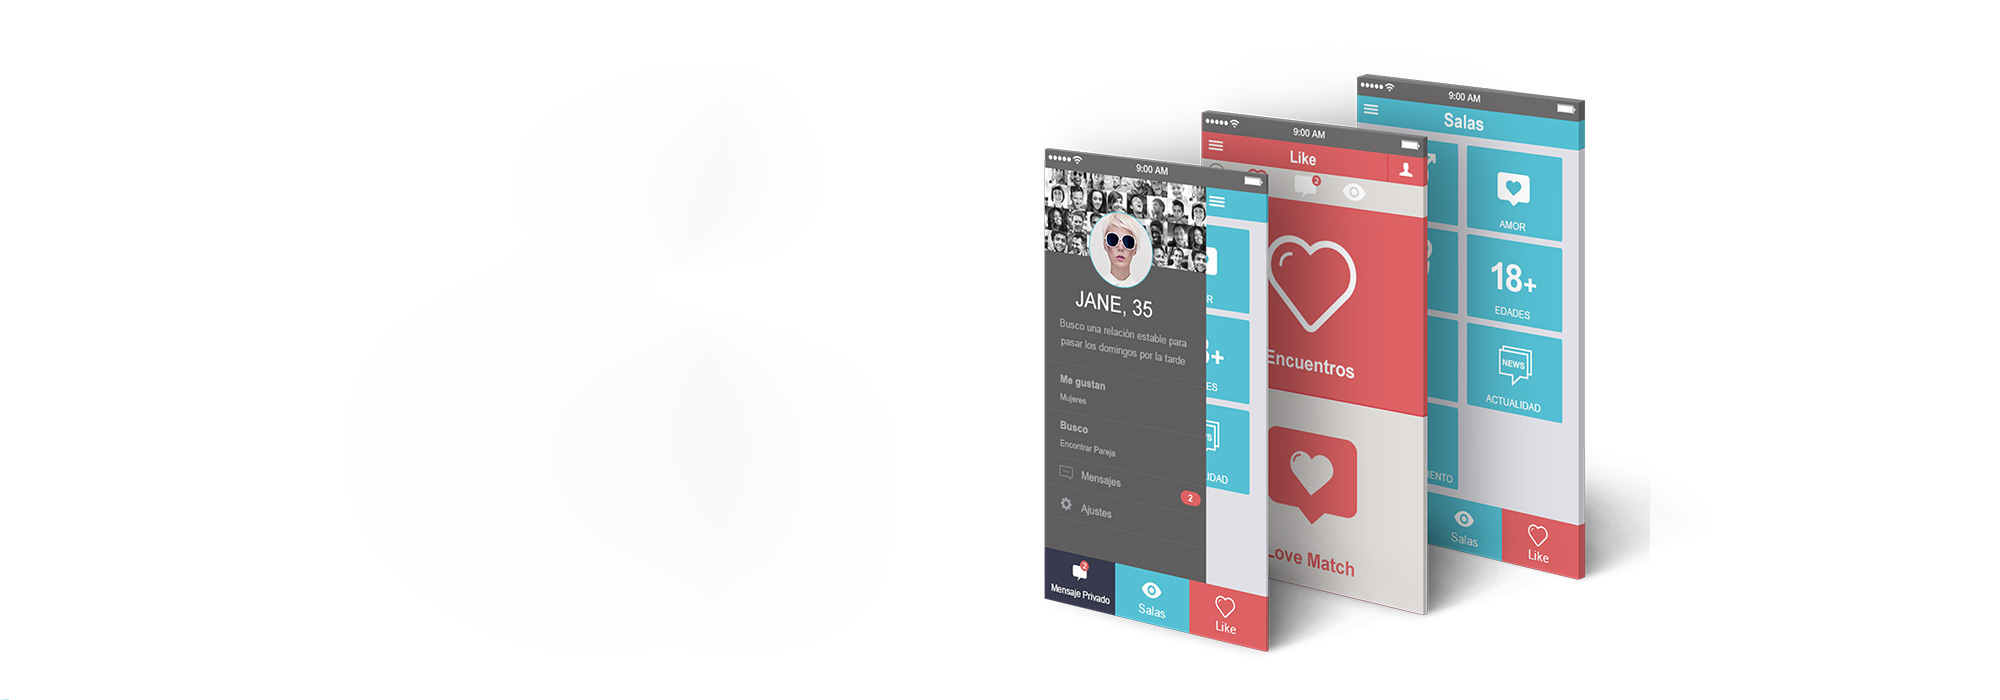 9:00 AM
JANE, 35
Busco una relación estable para
pasar los domingos por la tarde
Me gustan
Mujeres
Busco
Encontrar Pareja
Mensajes
2
Ajustes
2
Mensaje Privado
Salas
Like
9:00 AM
Like
2
Encuentros
Love Match
9:00 AM
Salas
AMOR
18+
EDADES
NEWS
ACTUALIDAD
Salas
Like